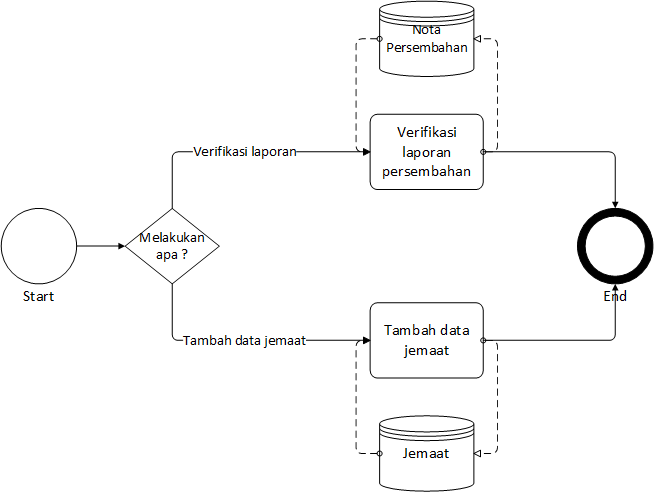 Nota
Persembahan
Verifikasi laporan
Verifikasi
laporan
persembahan
Melakukan
apa ?
Start
End
Tambah data jemaat
Tambah data
jemaat
Jemaat